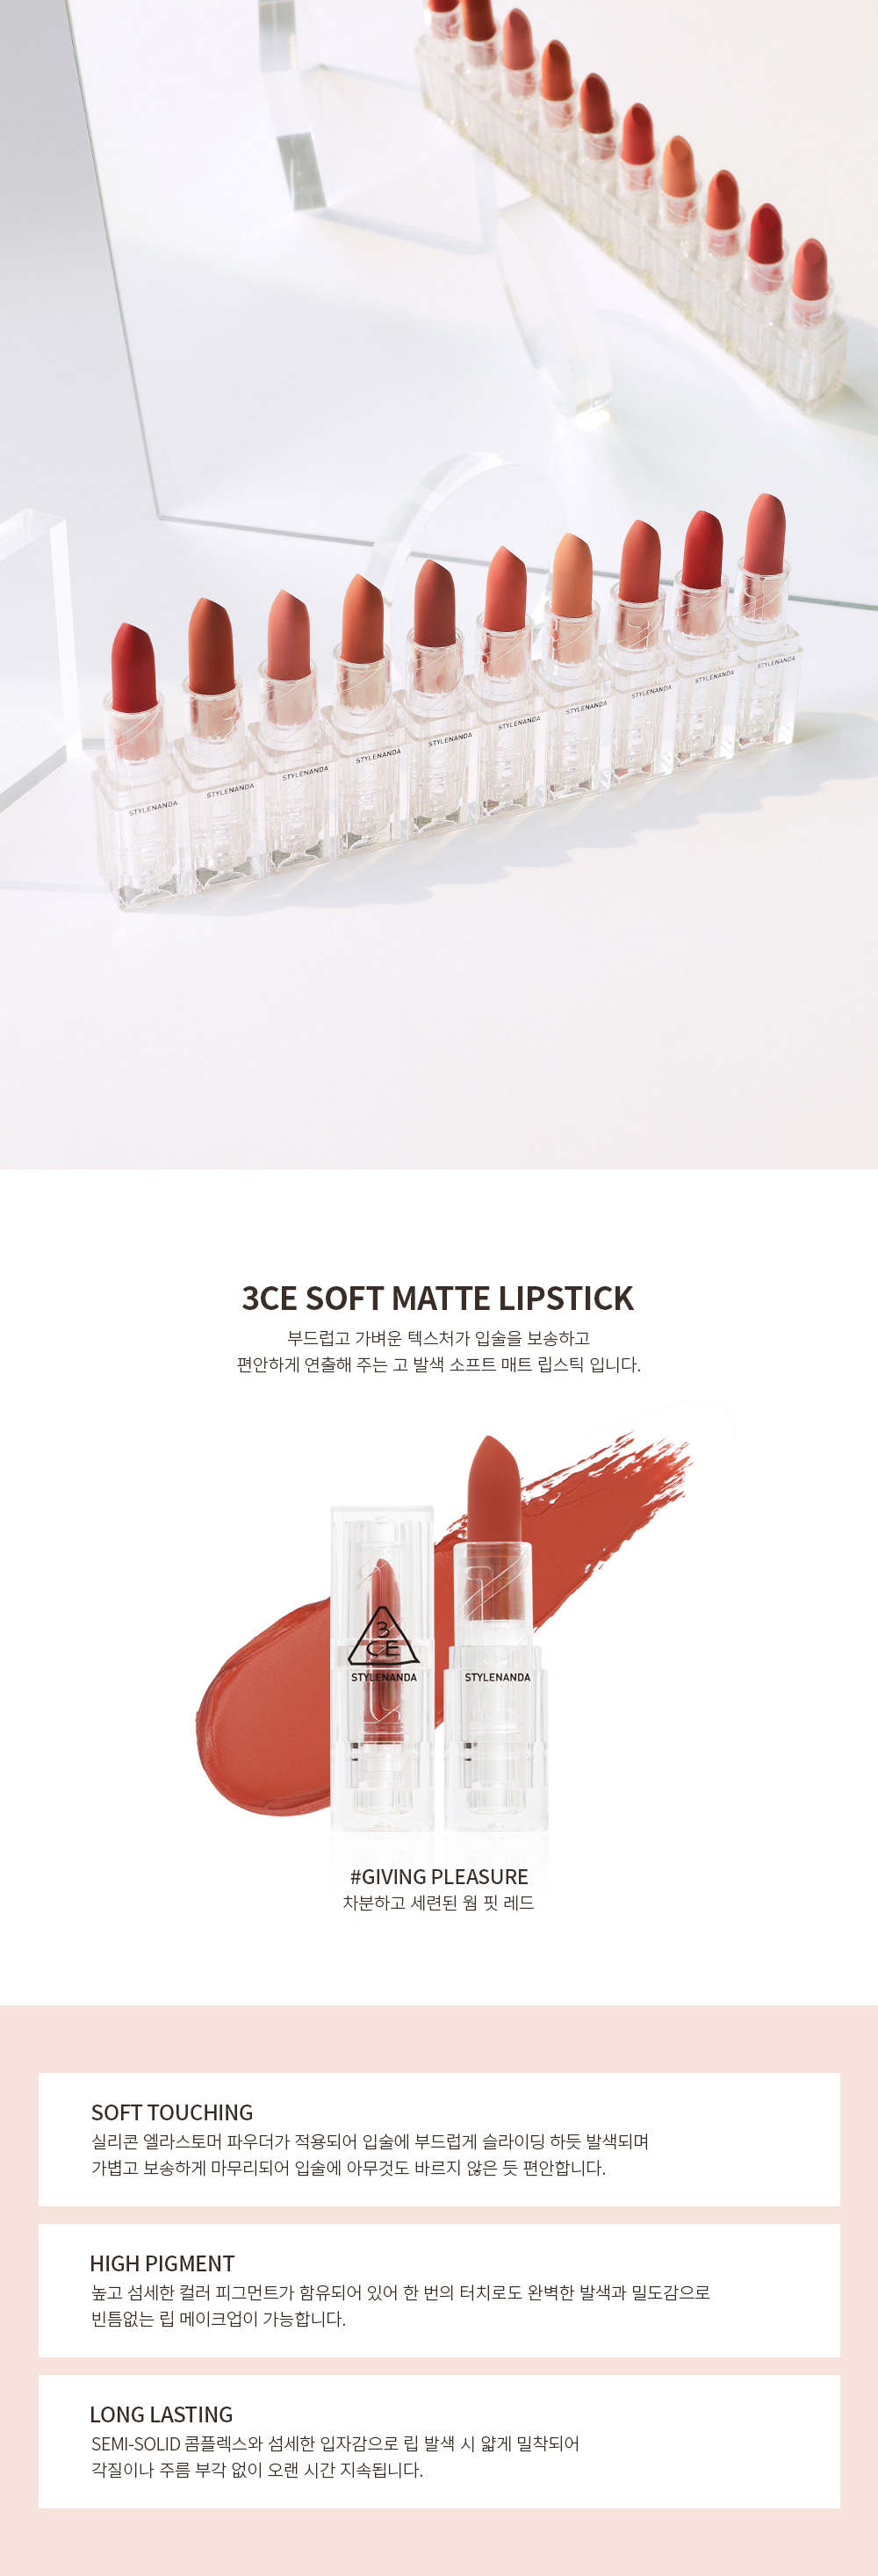 STYLENANDA
STYLENANDA
STYLENANDA
STYLENANDA
STYLENANDA
STYLENANDA
STYLENANDA
STYLENANDA
STYLENANDA
STYLENANDA
3CE SOFT MATTE LIPSTICK
부드럽고 가벼운 텍스처가 입술을 보송하고
편안하게 연출해 주는 고 발색 소프트 매트 립스틱 입니다.
3
CE
STYLENANDA
STYLENANDA
#GIVING PLEASURE
차분하고 세련된 웜 핏 레드
SOFT TOUCHING
실리콘 엘라스토머 파우더가 적용되어 입술에 부드럽게 슬라이딩 하듯 발색되며
가볍고 보송하게 마무리되어 입술에 아무것도 바르지 않은 듯 편안합니다.
HIGH PIGMENT
높고 섬세한 컬러 피그먼트가 함유되어 있어 한 번의 터치로도 완벽한 발색과 밀도감으로
빈틈없는 립 메이크업이 가능합니다.
LONG LASTING
SEMI-SOLID 콤플렉스와 섬세한 입자감으로 립 발색 시 얇게 밀착되어
각질이나 주름 부각 없이 오랜 시간 지속됩니다.